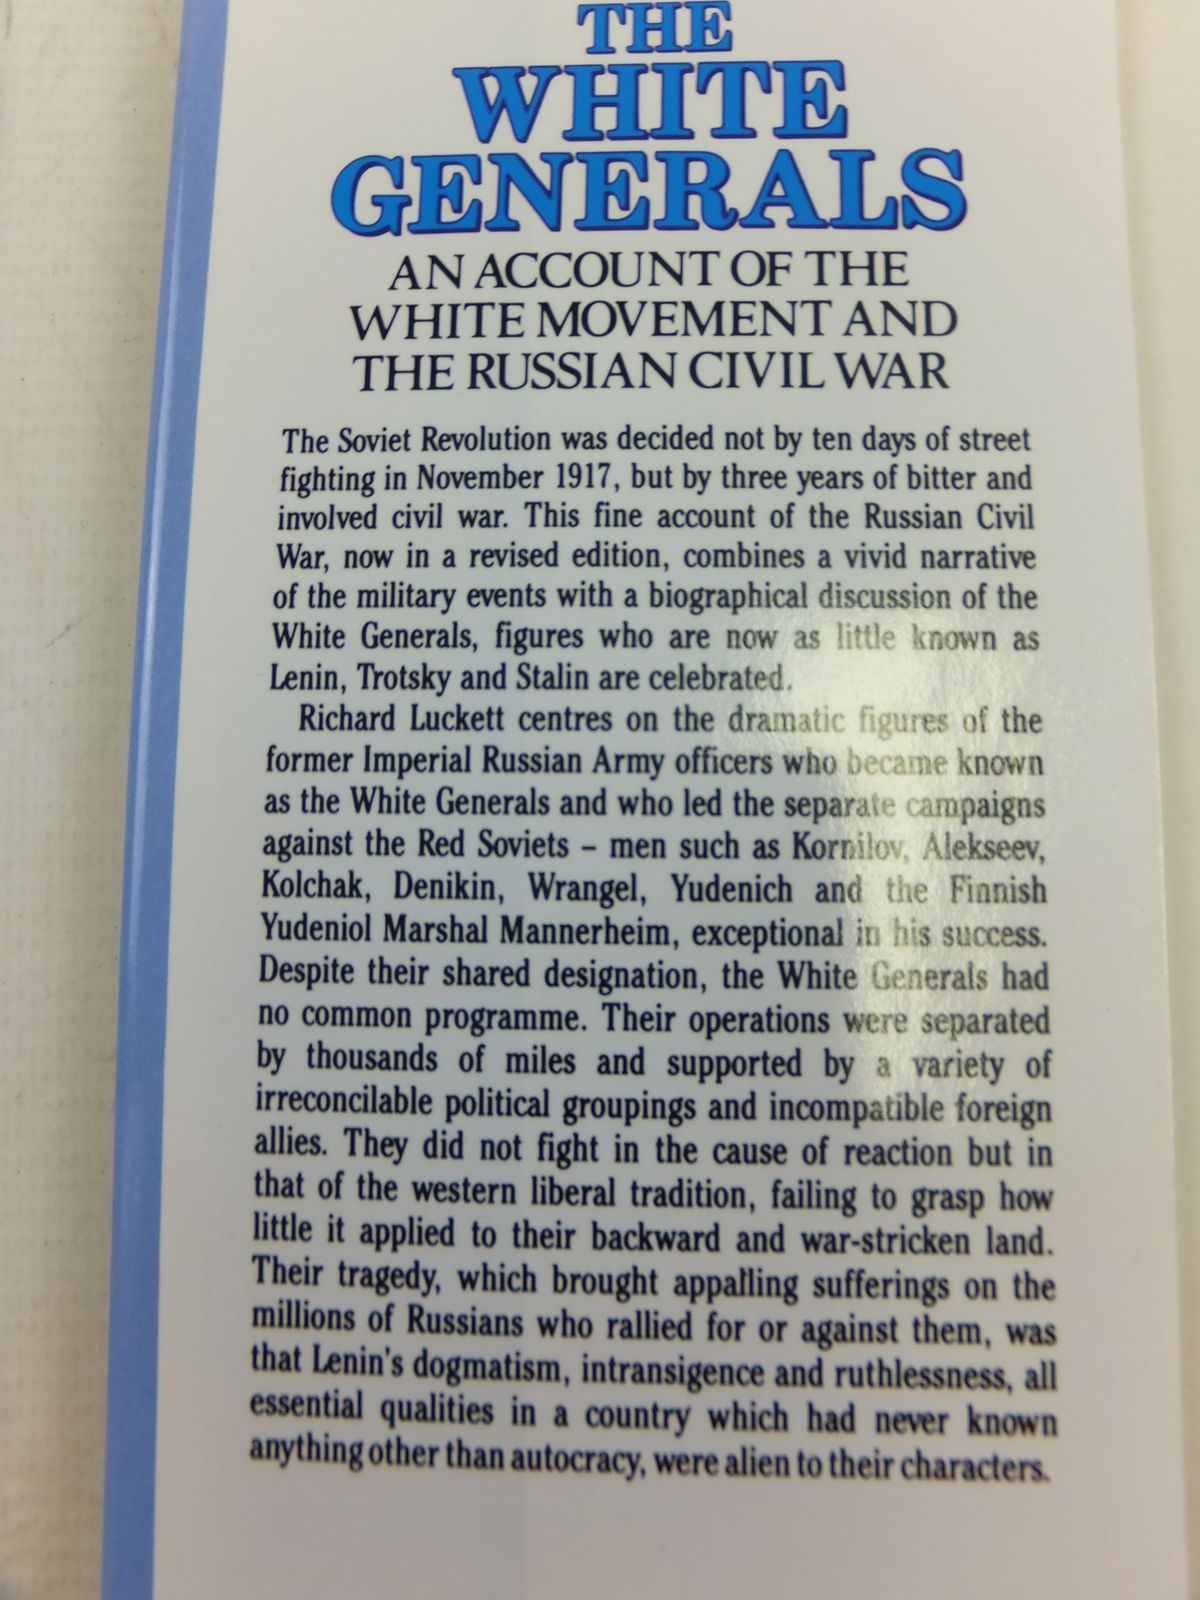 THE
WHITE
GENERALS
AN ACCOUNT OF THE
WHITE MOVEMENT AND
THE RUSSIAN CIVIL WAR
The Soviet Revolution was decided not by ten days of street
fighting in November 1917, but by three years of bitter and
involved civil war. This fine account of the Russian Civil
War, now in a revised edition, combines a vivid narrative
of the military events with a biographical discussion of the
White Generals, figures who are now as little known as
Lenin, Trotsky and Stalin are celebrated.
Richard Luckett centres on the dramatic figures of the
former Imperial Russian Army officers who became known
as the White Generals and who led the separate campaigns
against the Red Soviets – men such as Kornilov, Alekseev,
Kolchak, Denikin, Wrangel, Yudenich and the Finnish
Yudeniol Marshal Mannerheim, exceptional in his success.
Despite their shared designation, the White Generals had
no common programme. Their operations were separated
by thousands of miles and supported by a variety of
irreconcilable political groupings and incompatible foreign
allies. They did not fight in the cause of reaction but in
that of the western liberal tradition, failing to grasp how
little it applied to their backward and war-stricken land.
Their tragedy, which brought appalling sufferings on the
millions of Russians who rallied for or against them, was
that Lenin's dogmatism, intransigence and ruthlessness, all
essential qualities in a country which had never known
anything other than autocracy, were alien to their characters.